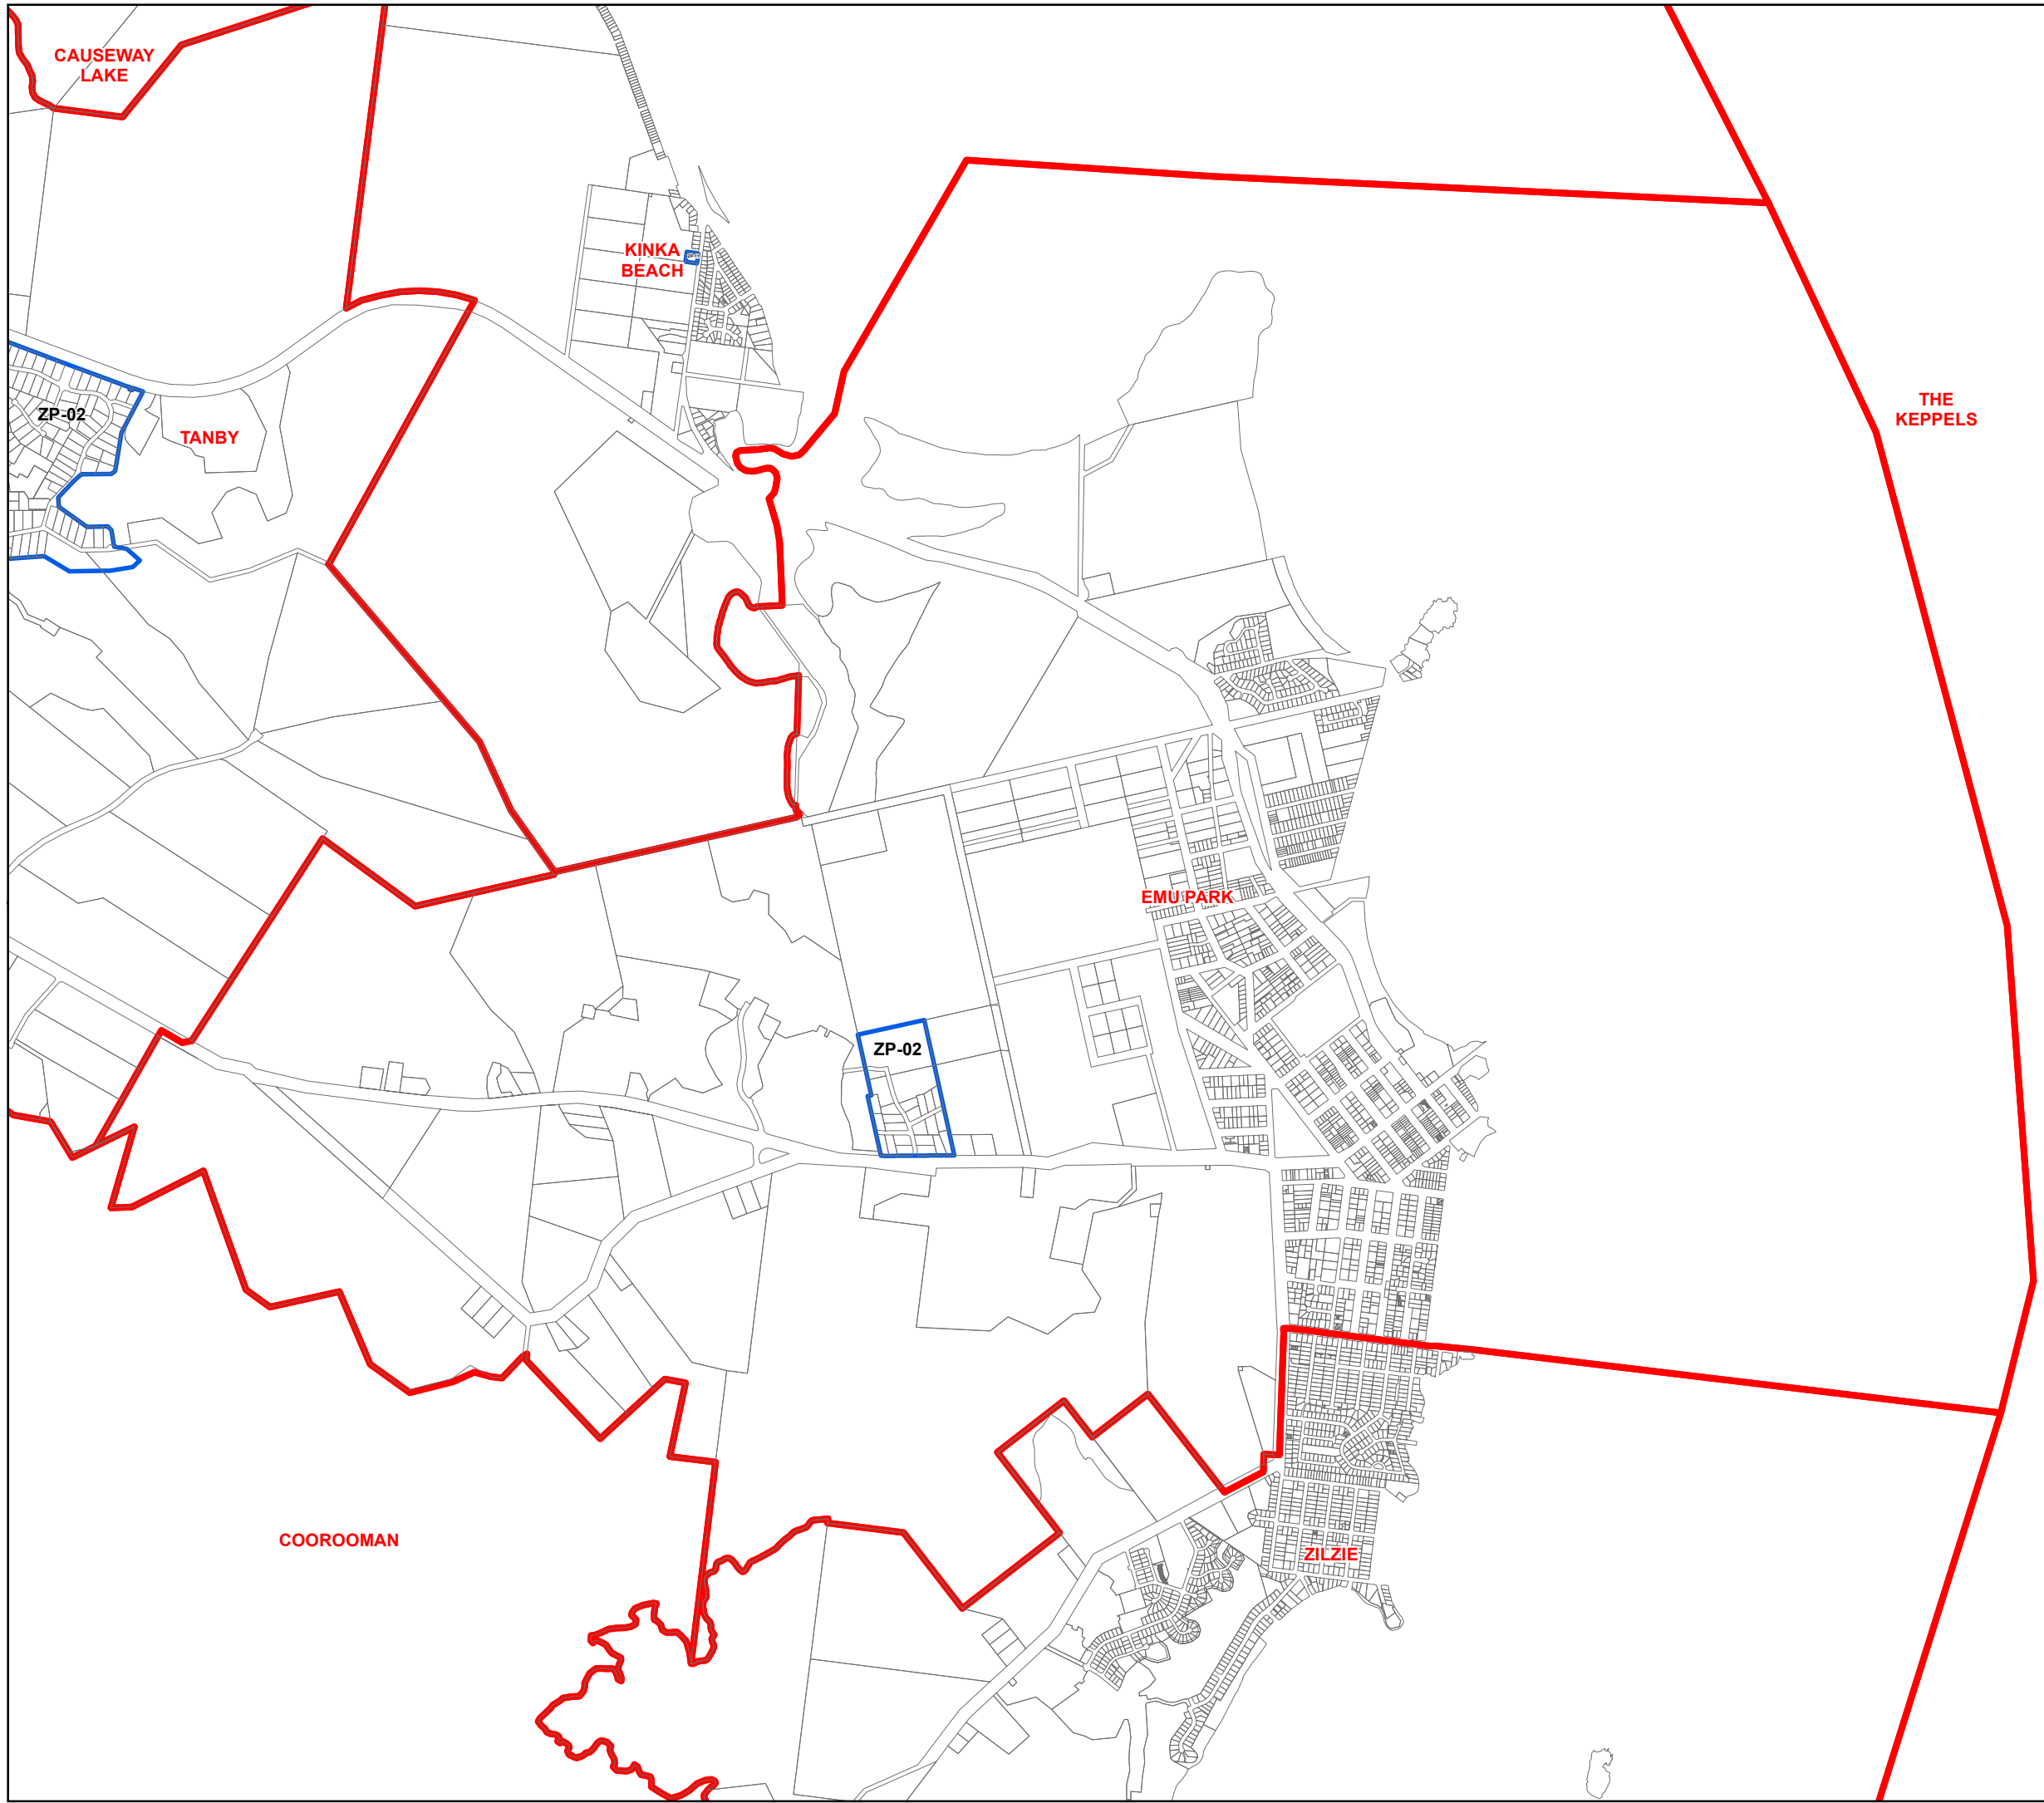 CAUSEWAY
LAKE
KINKA
BEACH
THE
KEPPELS
ZP-02
TANBY
EMU PARK
ZP-02
COOROOMAN
ZILZIE